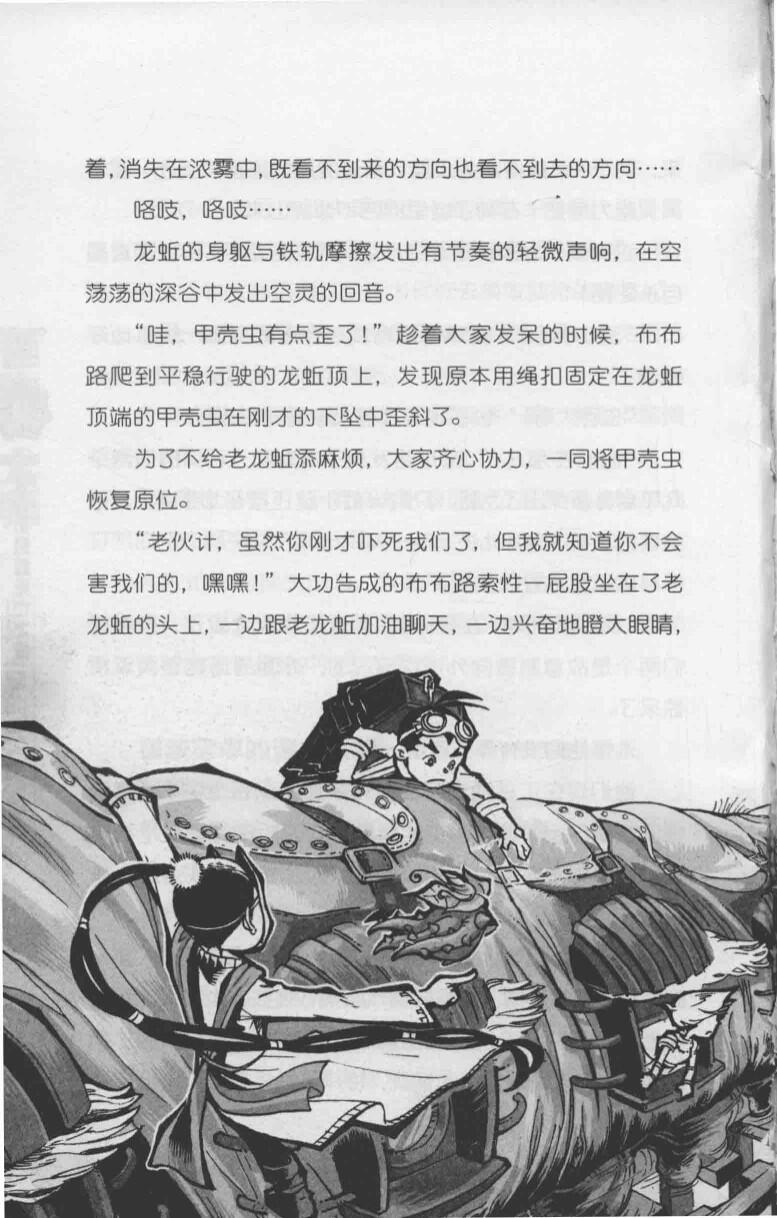 着,消失在浓雾中,既看不到来的方向也看不到去的方向……
咯吱，咯吱……
龙蚯的身躯与铁轨摩擦发出有节奏的轻微声响，在空
荡荡的深谷中发出空灵的回音。
“哇，甲壳虫有点歪了！”趁着大家发呆的时候，布布
路爬到平稳行驶的龙蚯顶上，发现原本用绳扣固定在龙蚯
顶端的甲壳虫在刚才的下坠中歪斜了。
为了不给老龙蚯添麻烦，大家齐心协力，一同将甲壳虫
恢复原位。
“老伙计，虽然你刚才吓死我们了，但我就知道你不会
害我们的，嘿嘿！”大功告成的布布路索性一屁股坐在了老
龙蚯的头上，一边跟老龙蚯加油聊天，一边兴奋地瞪大眼睛，